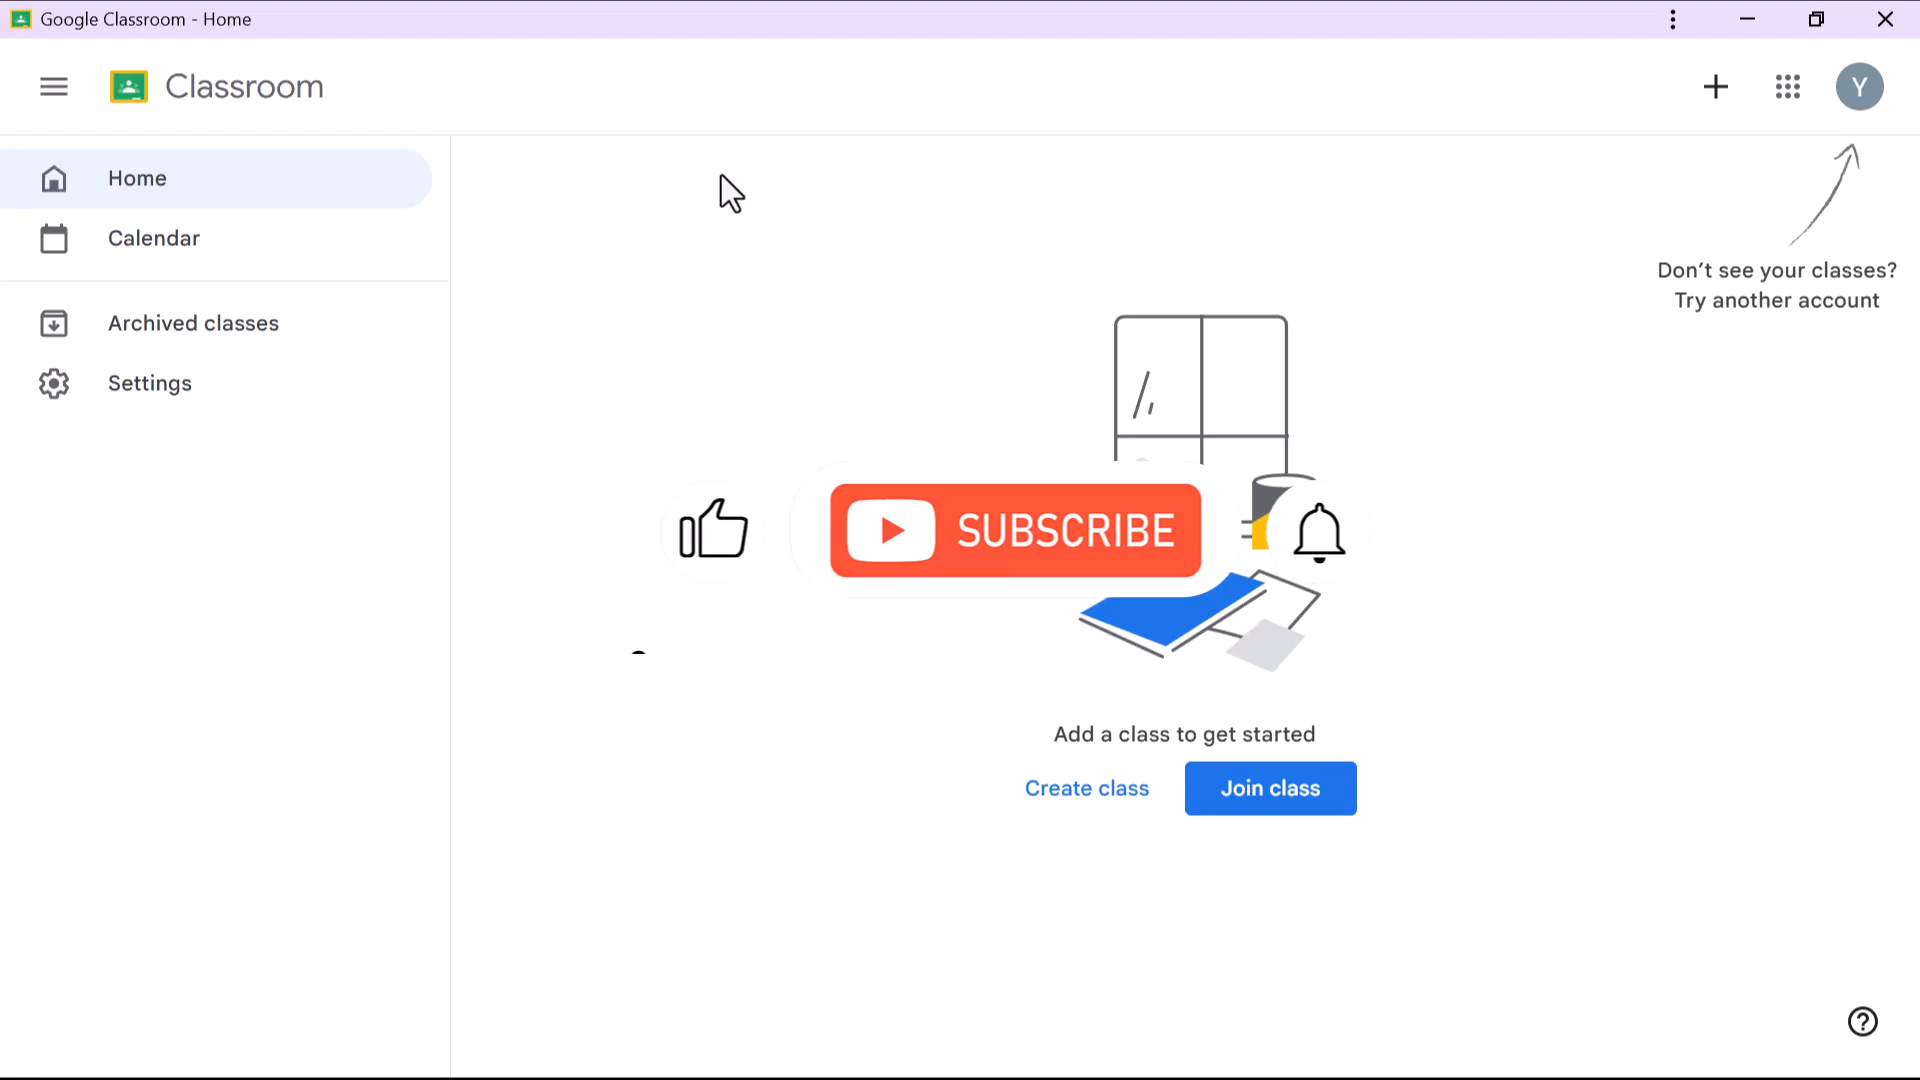 Google Classroom - Home
Classroom
Y
Home
Calendar
Archived classes
Settings
Don't see your classes?
Try another account
SUBSCRIBE
Add a class to get started
Create class
Join class